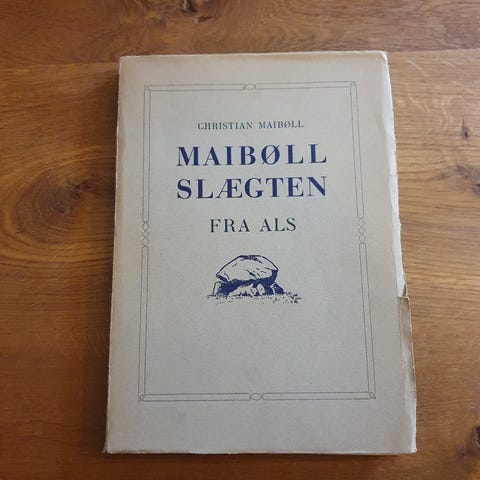 CHRISTIAN MAIBØLL
MAIBØLL
SLÆGTEN
FRA ALS